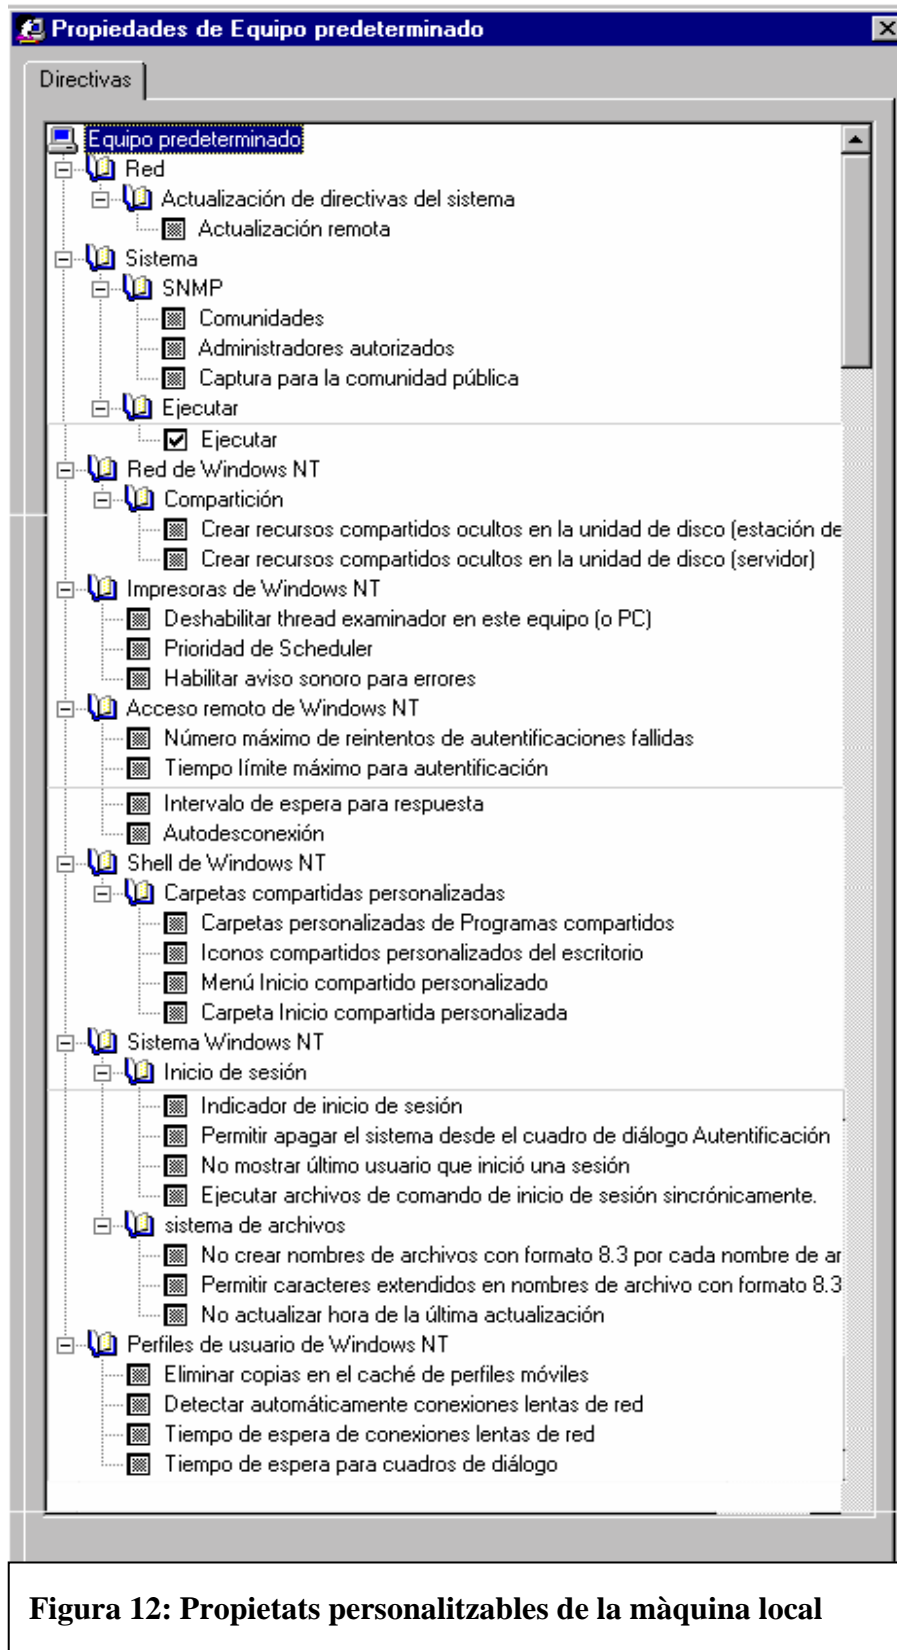 Propiedades de Equipo predeterminado
Directivas
Equipo predeterminado
Red
Actualización de directivas del sistema
Actualización remota
Sistema
SNMP
Comunidades
Administradores autorizados
Captura para la comunidad pública
Ejecutar
Ejecutar
Red de Windows NT
Compartición
Crear recursos compartidos ocultos en la unidad de disco (estación de
Crear recursos compartidos ocultos en la unidad de disco (servidor)
Impresoras de Windows NT
Deshabilitar thread examinador en este equipo (o PC)
Prioridad de Scheduler
Habilitar aviso sonoro para errores
Acceso remoto de Windows NT
Número máximo de reintentos de autentificaciones fallidas
Tiempo límite máximo para autentificación
Intervalo de espera para respuesta
Autodesconexión
Shell de Windows NT
Carpetas compartidas personalizadas
Carpetas personalizadas de Programas compartidos
Iconos compartidos personalizados del escritorio
Menú Inicio compartido personalizado
Carpeta Inicio compartida personalizada
Sistema Windows NT
Inicio de sesión
Indicador de inicio de sesión
Permitir apagar el sistema desde el cuadro de diálogo Autentificación
No mostrar último usuario que inició una sesión
Ejecutar archivos de comando de inicio de sesión sincrónicamente.
sistema de archivos
No crear nombres de archivos con formato 8.3 por cada nombre de ar
Permitir caracteres extendidos en nombres de archivo con formato 8.3
No actualizar hora de la última actualización
Perfiles de usuario de Windows NT
Eliminar copias en el caché de perfiles móviles
Detectar automáticamente conexiones lentas de red
Tiempo de espera de conexiones lentas de red
Tiempo de espera para cuadros de diálogo
Figura 12: Propietats personalitzables de la màquina local